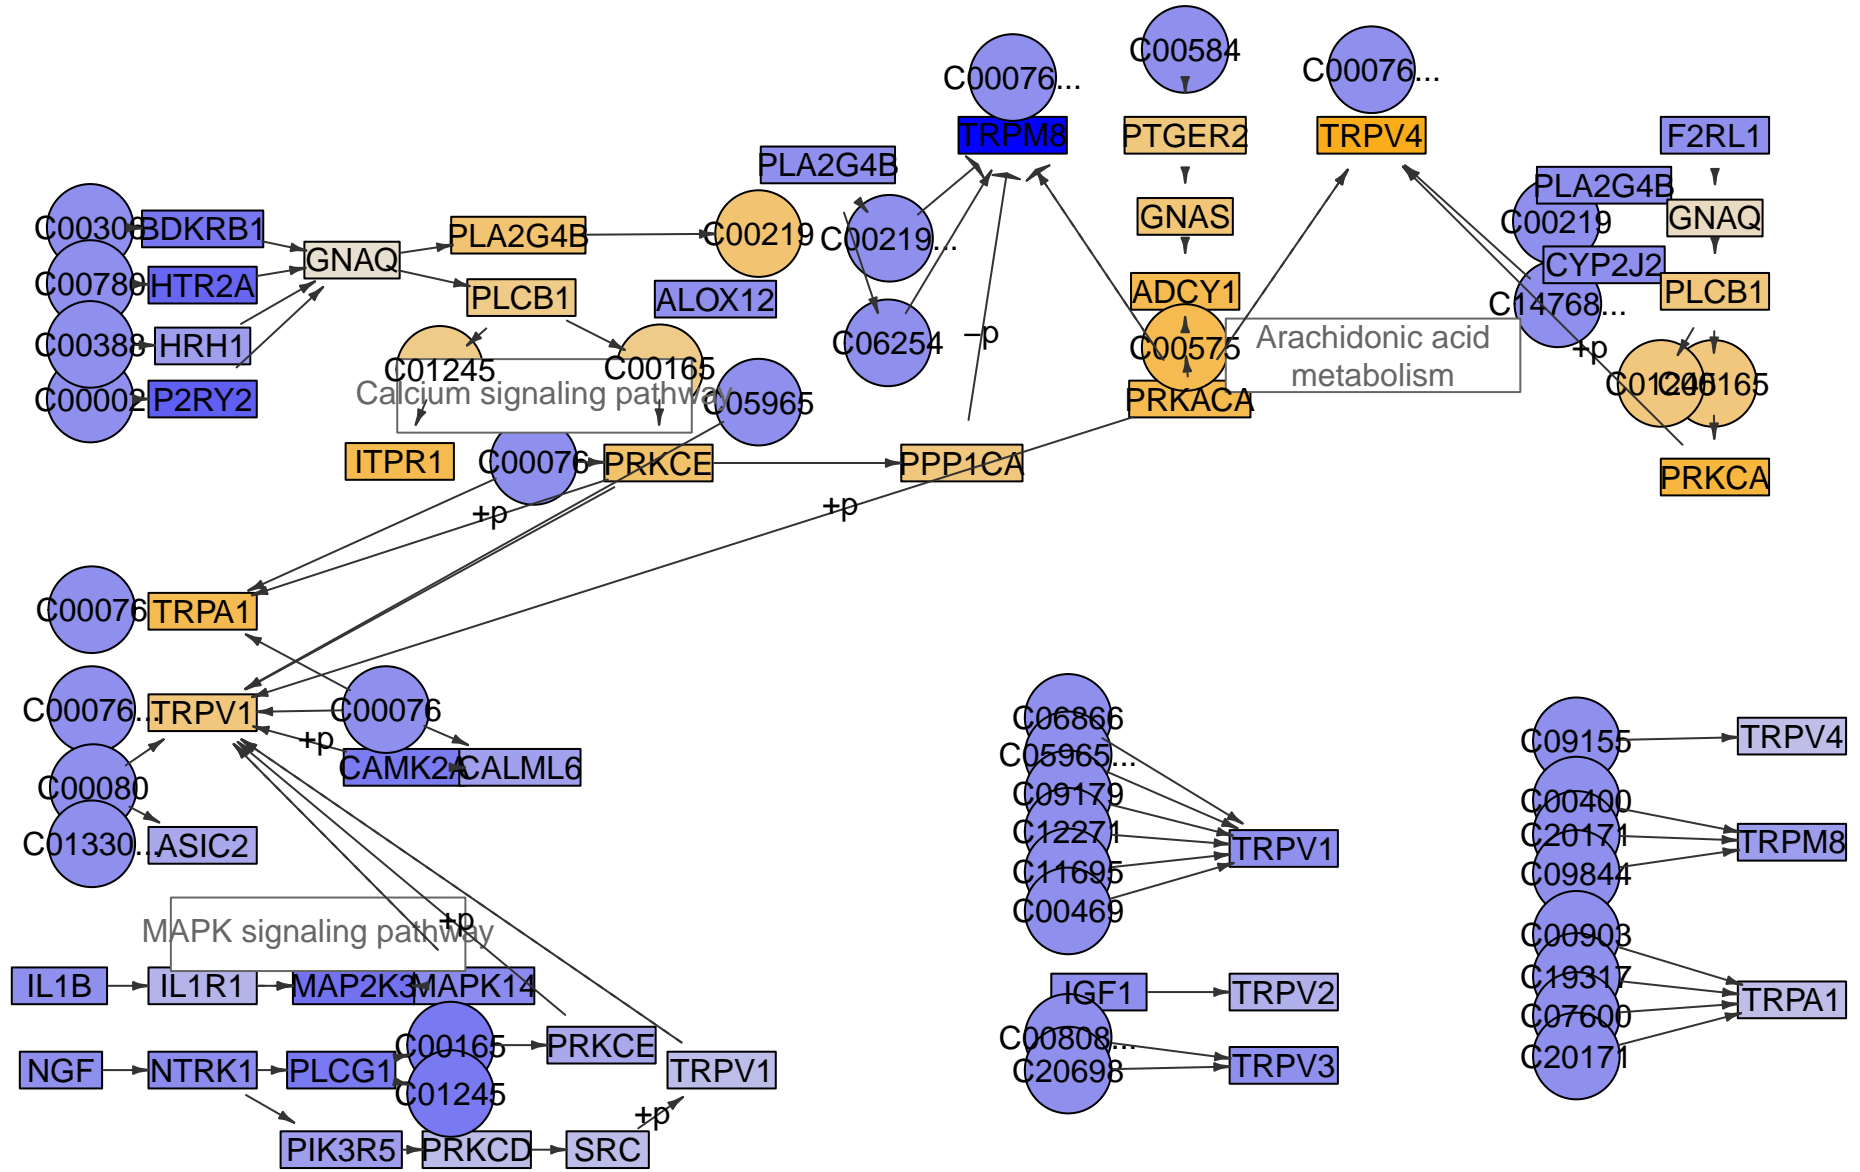 C00584
C00076...
C00076...
TRPM8
PTGER2
TRPV4
F2RL1
PLA2G4B
PLA2G4B
C00219
GNAS
GNAQ
BDKRB1
PLA2G4B
C00219
C00219...
GNAQ
CYP2J2
C00780
HTR2A
PLCB1
ALOX12
ADCY1
C14768...
PLCB1
C00388
HRH1
C06254
–p
C00575
Arachidonic acid
metabolism
+p
C01245
C00165
Calcium signaling pathway
C05965
C00002
P2RY2
PRKACA
C01245
C00165
ITPR1
C00076
PRKCE
PPP1CA
PRKCA
+p
+p
C00076
TRPA1
C00076...
TRPV1
C00076
+p
CAMK2A
CALML6
C00080
C01330...
ASIC2
C06866
C05965...
C09179
C12271
C11695
C00469
TRPV1
C09155
TRPV4
C00400
C20171
C09844
TRPM8
MAPK signaling pathway
+p
IL1B
IL1R1
MAP2K3
MAPK14
IGF1
TRPV2
C00903
C19317
C07600
C20171
TRPA1
C00808...
C20698
TRPV3
NGF
NTRK1
PLCG1
C00165
C01245
PRKCE
TRPV1
+p
PIK3R5
PRKCD
SRC